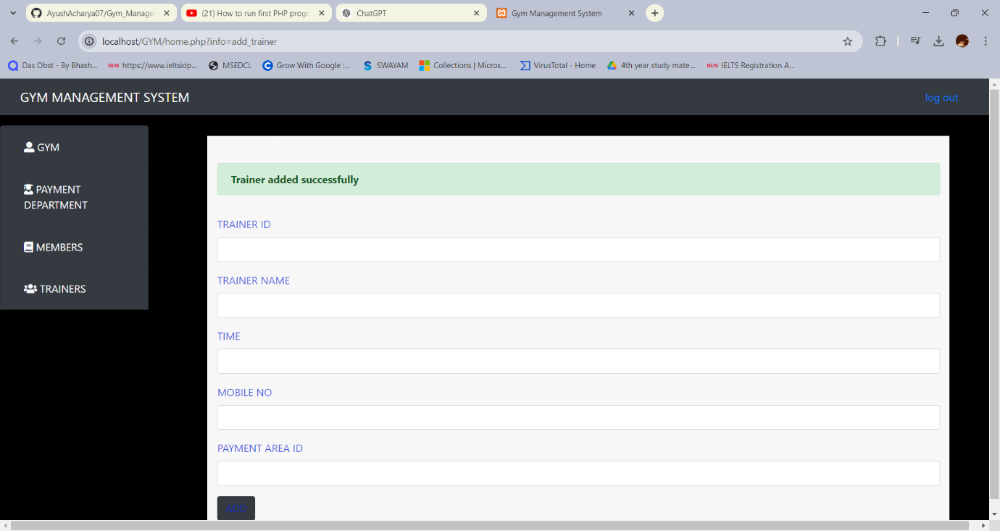 AyushAcharya07/Gym_Manage
(21) How to run first PHP progra
ChatGPT
Gym Management System
localhost/GYM/home.php?info=add_trainer
Das Obst - By Bhash...
IELTS
https://www.ieltsidp...
MSEDCL
Grow With Google :...
SWAYAM
Collections | Micros...
VirusTotal - Home
4th year study mate...
IELTS
IELTS Registration A...
GYM MANAGEMENT SYSTEM
log out
GYM
PAYMENT
DEPARTMENT
MEMBERS
TRAINERS
Trainer added successfully
TRAINER ID
TRAINER NAME
TIME
MOBILE NO
PAYMENT AREA ID
ADD